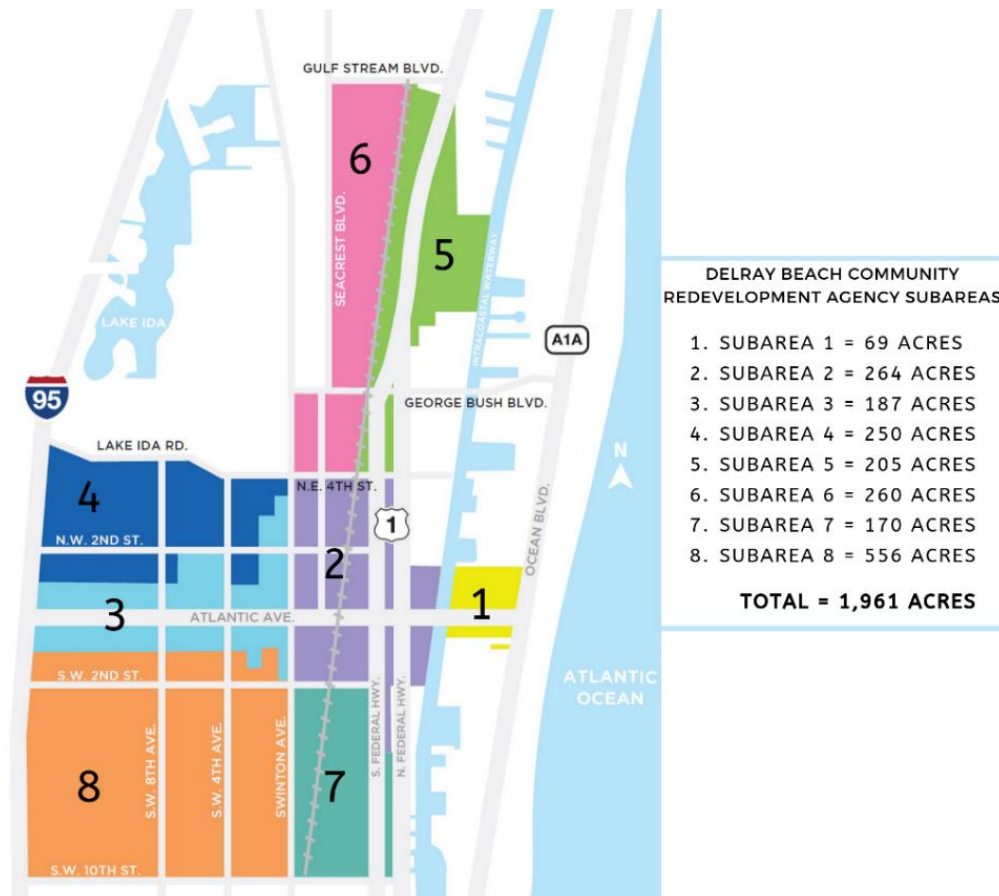 GULF STREAM BLVD.
6
SEACREST BLVD.
5
INTRACOASTAL WATERWAY
LAKE IDA
A1A
95
GEORGE BUSH BLVD.
LAKE IDA RD.
N
4
N.E. 4TH ST.
1
OCEAN BLVD.
N.W. 2ND ST.
2
3
ATLANTIC AVE.
1
S.W. 2ND ST.
ATLANTIC
OCEAN
S.W. 8TH AVE.
S.W. 4TH AVE.
SWINTON AVE.
S. FEDERAL HWY.
N. FEDERAL HWY.
8
7
S.W. 10TH ST.
DELRAY BEACH COMMUNITY
REDEVELOPMENT AGENCY SUBAREAS
1. SUBAREA 1 = 69 ACRES
2. SUBAREA 2 = 264 ACRES
3. SUBAREA 3 = 187 ACRES
4. SUBAREA 4 = 250 ACRES
5. SUBAREA 5 = 205 ACRES
6. SUBAREA 6 = 260 ACRES
7. SUBAREA 7 = 170 ACRES
8. SUBAREA 8 = 556 ACRES
TOTAL = 1,961 ACRES